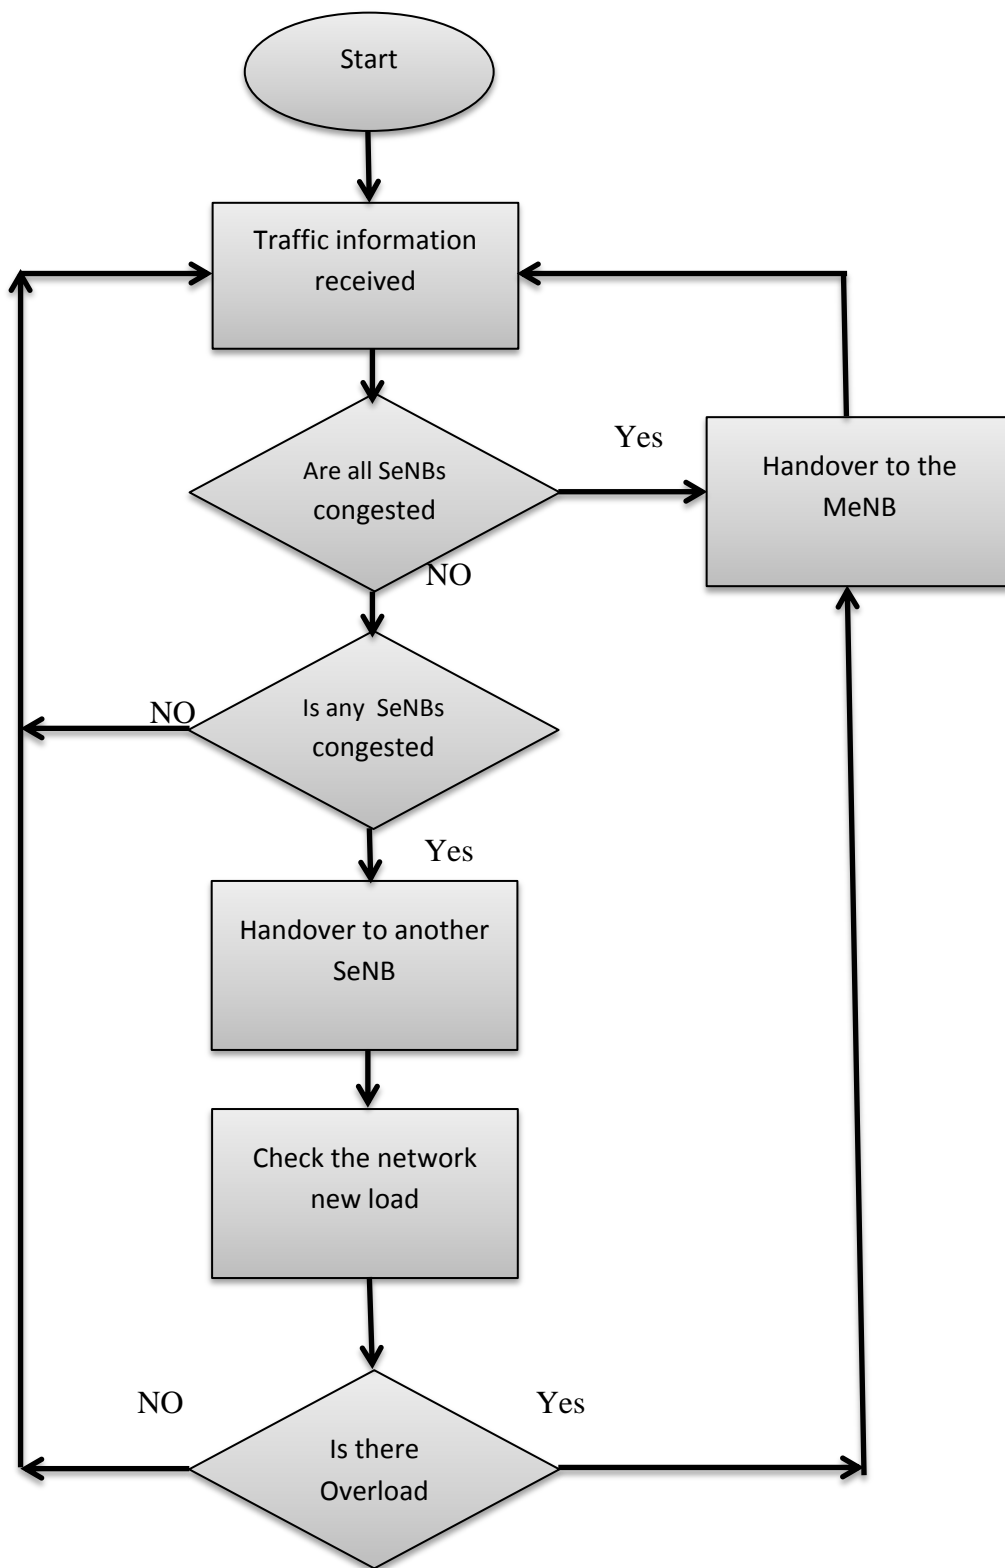 Start
Traffic information
received
Are all SeNBs
congested
Yes
Handover to the
MeNB
NO
Is any  SeNBs
congested
NO
Yes
Handover to another
SeNB
Check the network
new load
NO
Yes
Is there
Overload